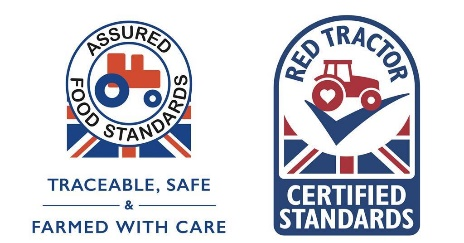 ASSURED
FOOD STANDARDS
TRACEABLE, SAFE
&
FARMED WITH CARE
RED TRACTOR
CERTIFIED
STANDARDS